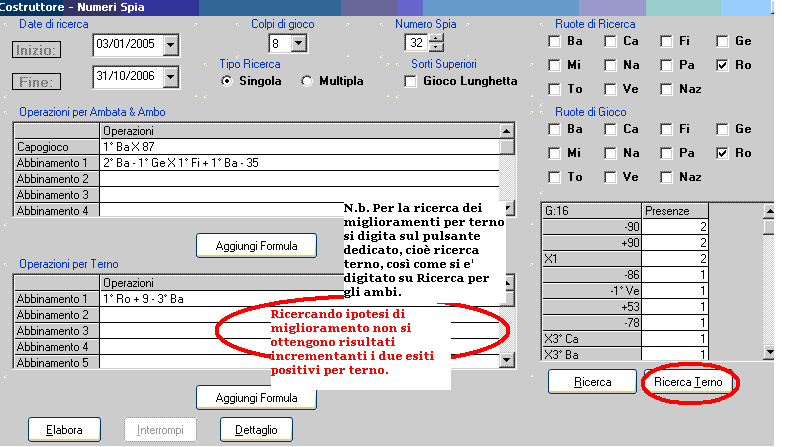 Costruttore - Numeri Spia
Date di ricerca
Colpi di gioco
Numero Spia
Ruote di Ricerca
Inizio:
03/01/2005
8
32
Ba
Ca
Fi
Ge
Fine:
31/10/2006
Tipo Ricerca
Sorti Superiori
Mi
Na
Pa
Ro
Singola
Multipla
Gioco Lunghetta
To
Ve
Naz
Operazioni per Ambata & Ambo
Ruote di Gioco
Operazioni
Ba
Ca
Fi
Ge
Capogioco
1° Ba X 87
Abbinamento 1
2° Ba - 1° Ge X 1° Fi + 1° Ba - 35
Mi
Na
Pa
Ro
Abbinamento 2
To
Ve
Naz
Abbinamento 3
Abbinamento 4
N.b. Per la ricerca dei
miglioramenti per terno
si digita sul pulsante
dedicato, cioè ricerca
terno, così come si e'
digitato su Ricerca per
gli ambi.
G:16
Presenze
-90
2
+90
2
X1
2
-86
1
-1° Ve
1
+53
1
-78
1
X3° Ca
1
X3° Ba
1
Aggiungi Formula
Operazioni per Terno
Operazioni
Abbinamento 1
1° Ro + 9 - 3° Ba
Abbinamento 2
Abbinamento 3
Abbinamento 4
Abbinamento 5
Ricercando ipotesi di
miglioramento non si
ottengono risultati
incrementanti i due esiti
positivi per terno.
Ricerca
Ricerca Terno
Aggiungi Formula
Elabora
Interrompi
Dettaglio